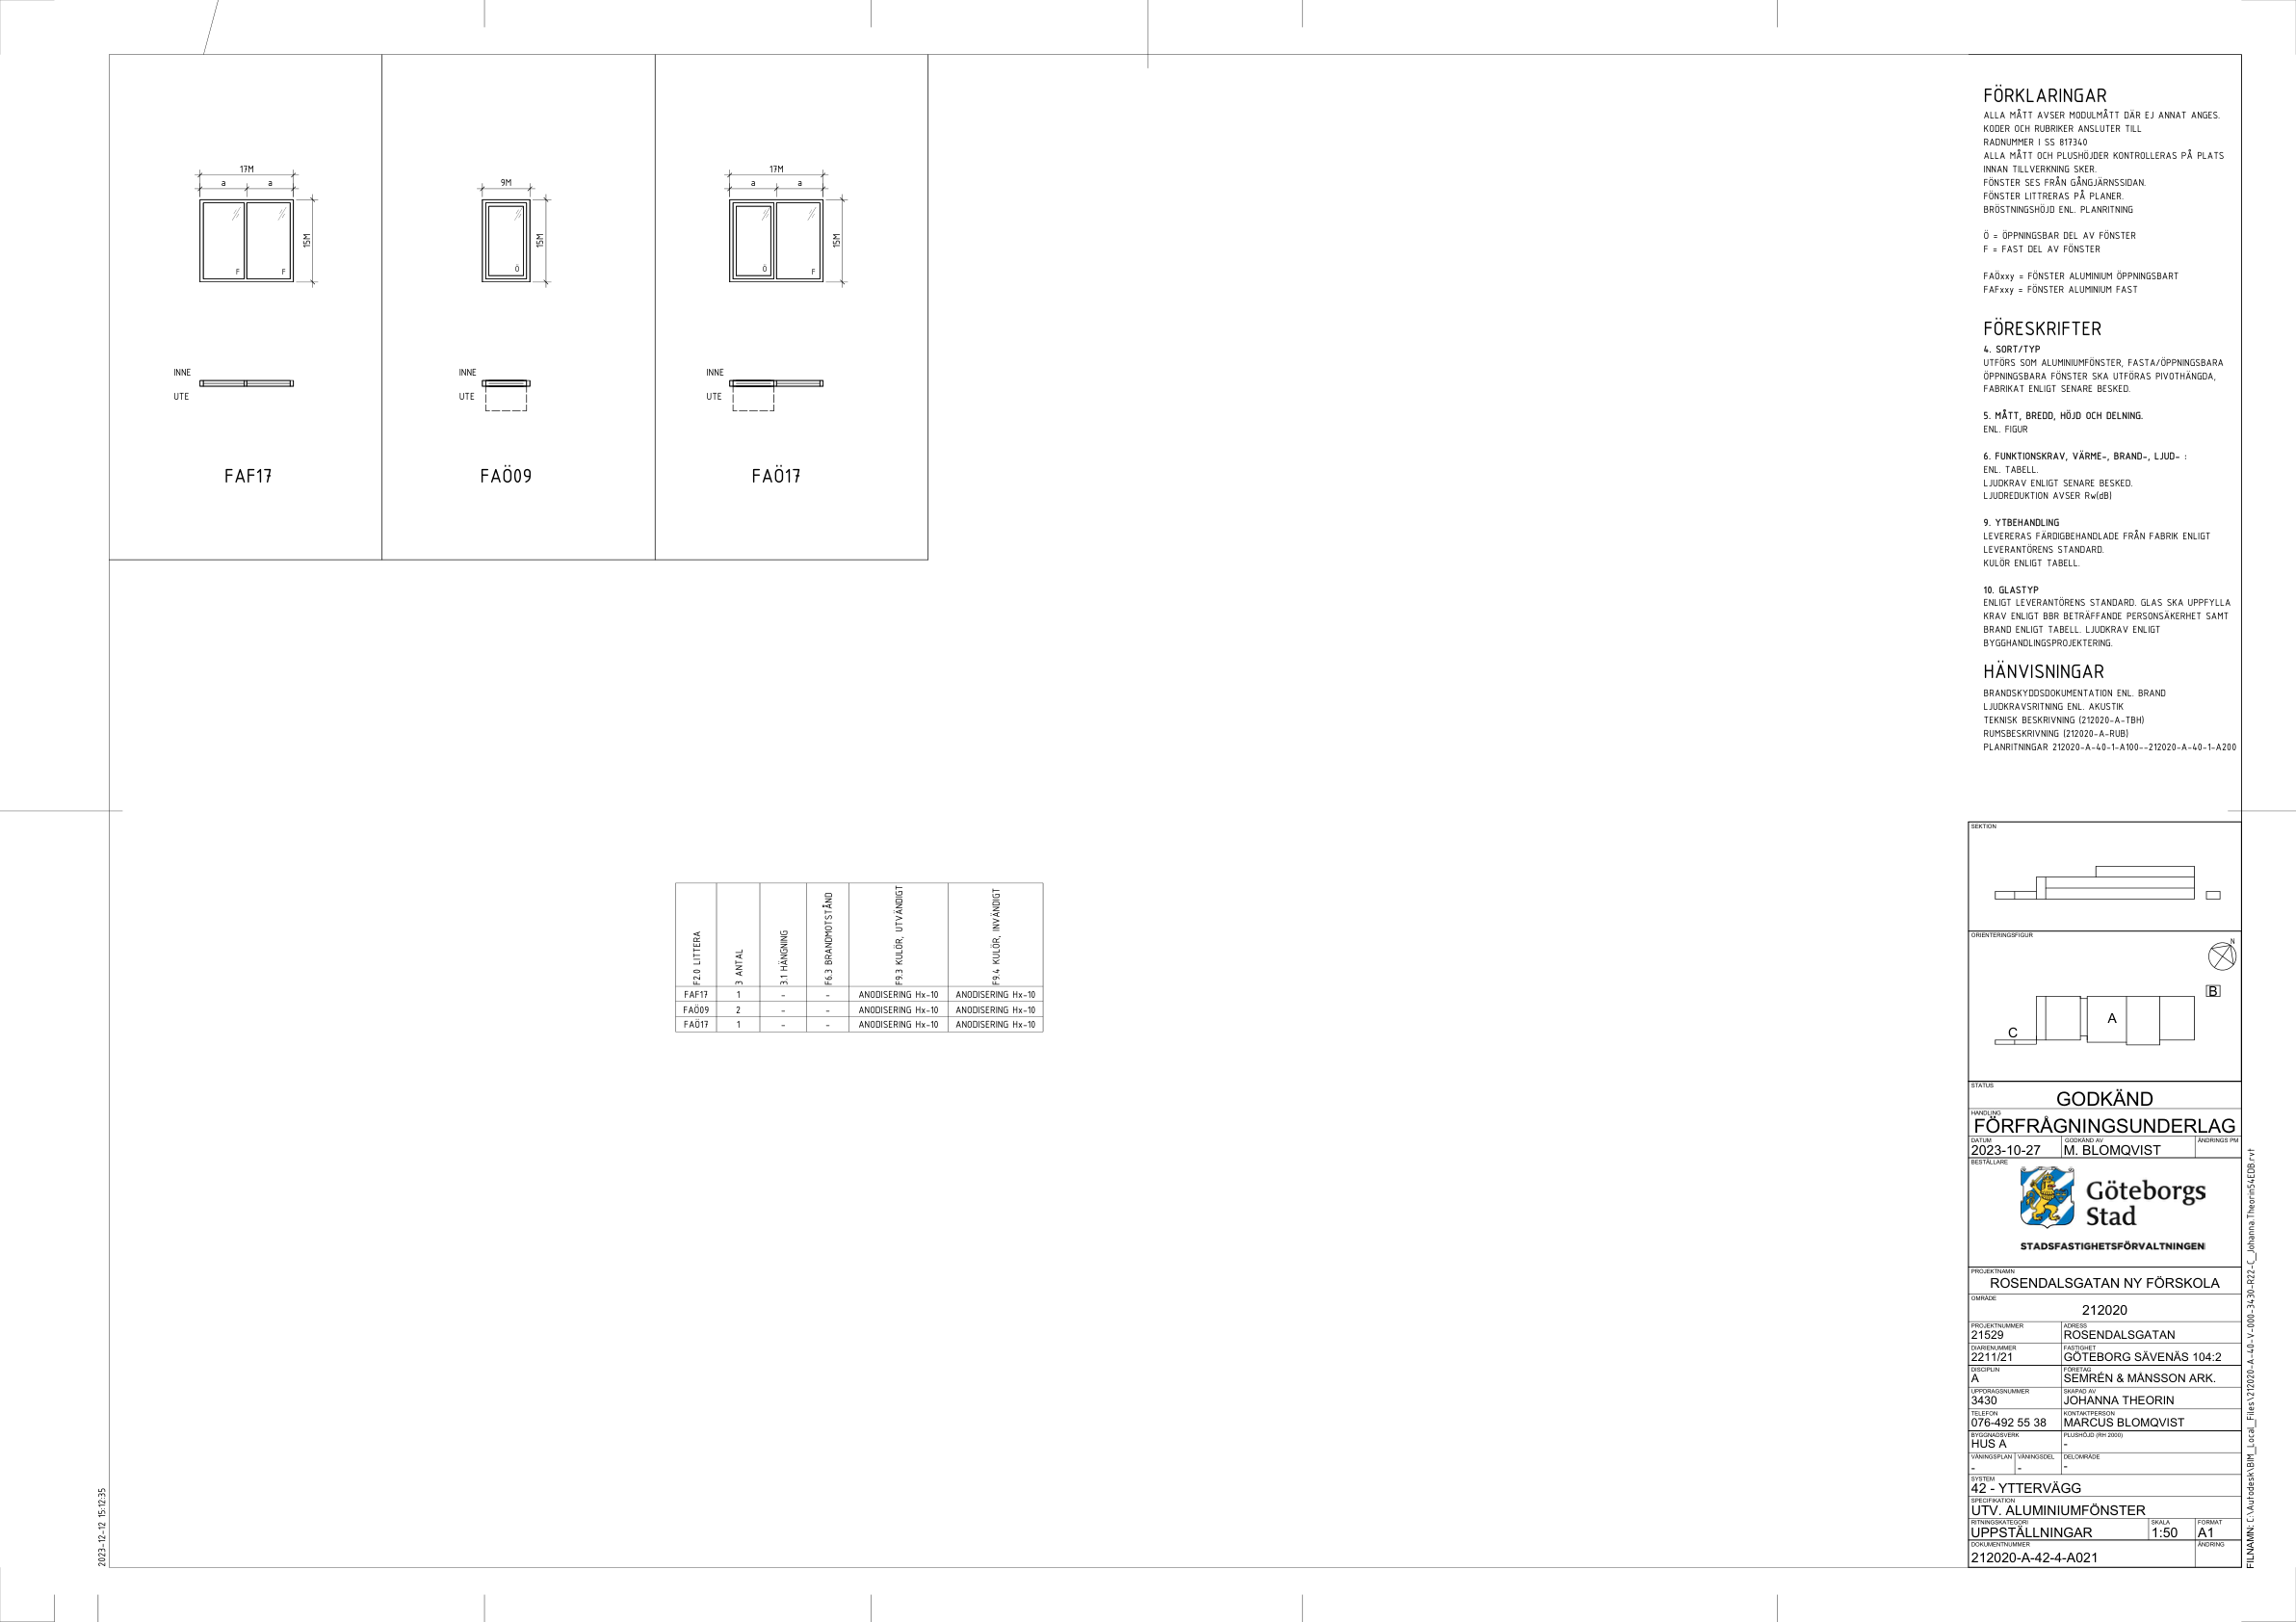 17M
a a
15M
F F
INNE
UTE
FAF17
9M
15M
Ö
INNE
UTE
FAÖ09
17M
a a
15M
Ö F
INNE
UTE
FAÖ17
FÖRKLARINGAR
ALLA MÅTT AVSER MODULMÅTT DÄR EJ ANNAT ANGES.
KODER OCH RUBRIKER ANSLUTER TILL
RADNUMMER I SS 817340
ALLA MÅTT OCH PLUSHÖJDER KONTROLLERAS PÅ PLATS
INNAN TILLVERKNING SKER.
FÖNSTER SES FRÅN GÅNGJÄRNSSIDAN.
FÖNSTER LITTRERAS PÅ PLANER.
BRÖSTNINGSHÖJD ENL. PLANRITNING
Ö = ÖPPNINGSBAR DEL AV FÖNSTER
F = FAST DEL AV FÖNSTER
FAÖxxy = FÖNSTER ALUMINIUM ÖPPNINGSBART
FAFxxy = FÖNSTER ALUMINIUM FAST
FÖRESKRIFTER
4. SORT/TYP
UTFÖRS SOM ALUMINIUMFÖNSTER, FASTA/ÖPPNINGSBARA
ÖPPNINGSBARA FÖNSTER SKA UTFÖRAS PIVOTHÄNGDA,
FABRIKAT ENLIGT SENARE BESKED.
5. MÅTT, BREDD, HÖJD OCH DELNING.
ENL. FIGUR
6. FUNKTIONSKRAV, VÄRME-, BRAND-, LJUD- :
ENL. TABELL.
LJUDKRAV ENLIGT SENARE BESKED.
LJUDREDUKTION AVSER Rw(dB)
9. YTBEHANDLING
LEVERERAS FÄRDIGBEHANDLADE FRÅN FABRIK ENLIGT
LEVERANTÖRENS STANDARD.
KULÖR ENLIGT TABELL.
10. GLASTYP
ENLIGT LEVERANTÖRENS STANDARD. GLAS SKA UPPFYLLA
KRAV ENLIGT BBR BETRÄFFANDE PERSONSÄKERHET SAMT
BRAND ENLIGT TABELL. LJUDKRAV ENLIGT
BYGGHANDLINGSPROJEKTERING.
HÄNVISNINGAR
BRANDSKYDDSDOKUMENTATION ENL. BRAND
LJUDKRAVSRITNING ENL. AKUSTIK
TEKNISK BESKRIVNING (212020-A-TBH)
RUMSBESKRIVNING (212020-A-RUB)
PLANRITNINGAR 212020-A-40-1-A100--212020-A-40-1-A200
F2.0 LITTERA 3 ANTAL 3.1 HÄNGNING F6.3 BRANDMOTSTÅND F9.3 KULÖR, UTVÄNDIGT F9.4 KULÖR, INVÄNDIGT
FAF17 1 - - ANODISERING Hx-10 ANODISERING Hx-10
FAÖ09 2 - - ANODISERING Hx-10 ANODISERING Hx-10
FAÖ17 1 - - ANODISERING Hx-10 ANODISERING Hx-10
SEKTION
ORIENTERINGSFIGUR
N
B
A
C
STATUS
GODKÄND
HANDLING
FÖRFRÅGNINGSUNDERLAG
DATUM GODKÄND AV ÄNDRINGS PM
2023-10-27 M. BLOMQVIST
BESTÄLLARE
Göteborgs
Stad
STADSFASTIGHETSFÖRVALTNINGEN
PROJEKTNAMN
ROSENDALSGATAN NY FÖRSKOLA
OMRÅDE
212020
PROJEKTNUMMER ADRESS
21529 ROSENDALSGATAN
DIARIENUMMER FASTIGHET
2211/21 GÖTEBORG SÄVENÄS 104:2
DISCIPLIN FÖRETAG
A SEMRÉN & MÅNSSON ARK.
UPPDRAGSNUMMER SKAPAD AV
3430 JOHANNA THEORIN
TELEFON KONTAKTPERSON
076-492 55 38 MARCUS BLOMQVIST
BYGGNADSVERK PLUSHÖJD (RH 2000)
HUS A -
VÅNINGSPLAN VÅNINGSDEL DELOMRÅDE
- - -
SYSTEM
42 - YTTERVÄGG
SPECIFIKATION
UTV. ALUMINIUMFÖNSTER
RITNINGSKATEGORI SKALA FORMAT
UPPSTÄLLNINGAR 1:50 A1
DOKUMENTNUMMER ÄNDRING
212020-A-42-4-A021
2023-12-12 15:12:35
FILNAMN: C:\Autodesk\BIM_Local_Files\212020-A-40-V-000-3430-R22-C_Johanna.Theorin54EDB.rvt